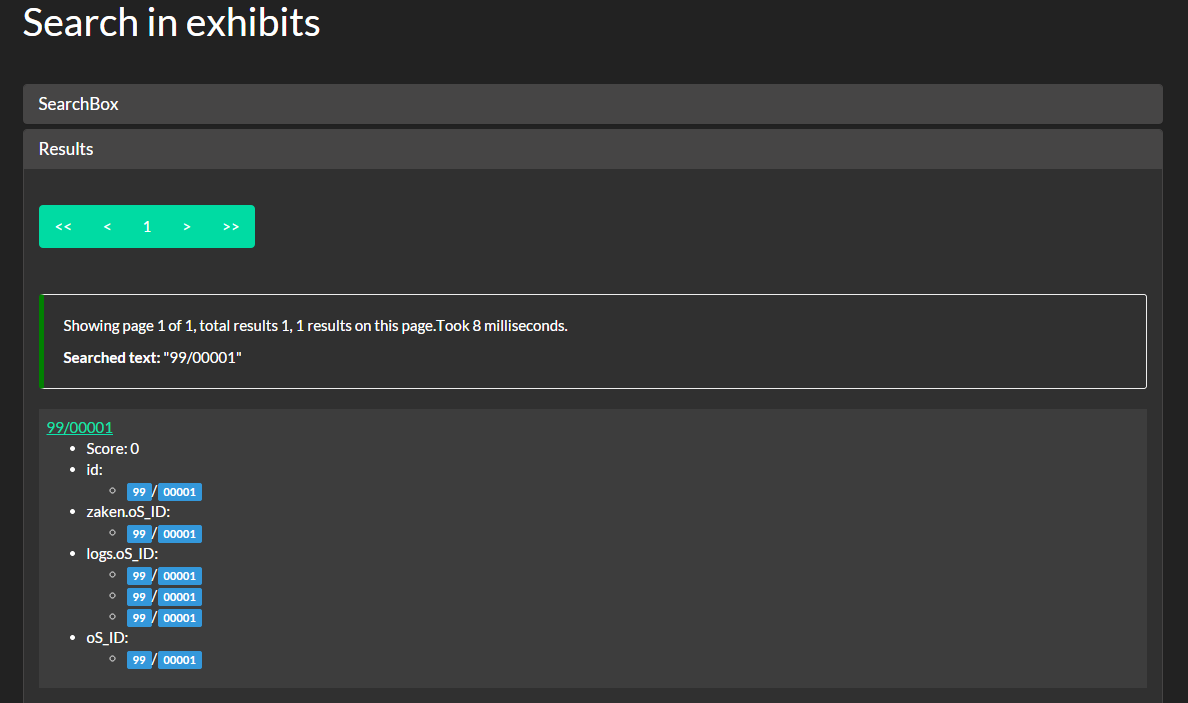 Search in exhibits
SearchBox
Results
<< < 1 > >>
Showing page 1 of 1, total results 1, 1 results on this page.Took 8 milliseconds.
Searched text: "99/00001"
99/00001
Score: 0
id:
99/00001
zaken.oS_ID:
99/00001
logs.oS_ID:
99/00001
99/00001
99/00001
oS_ID:
99/00001